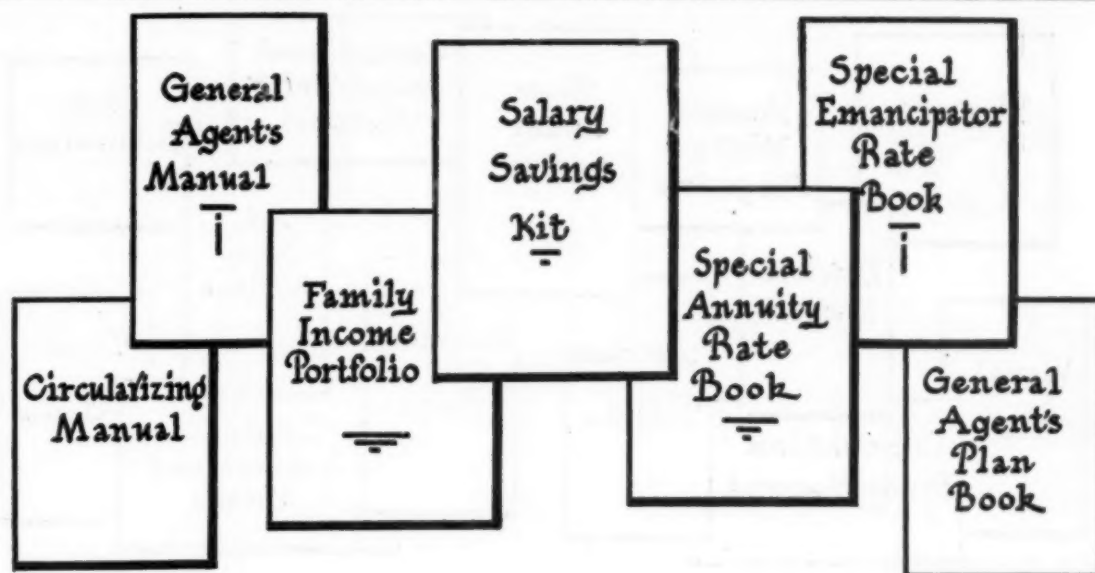 Circularizing
Manual
General
Agent's
Manual
Family
Income
Portfolio
Salary
Savings
Kit
Special
Annuity
Rate
Book
Special
Emancipator
Rate
Book
General
Agent's
Plan
Book